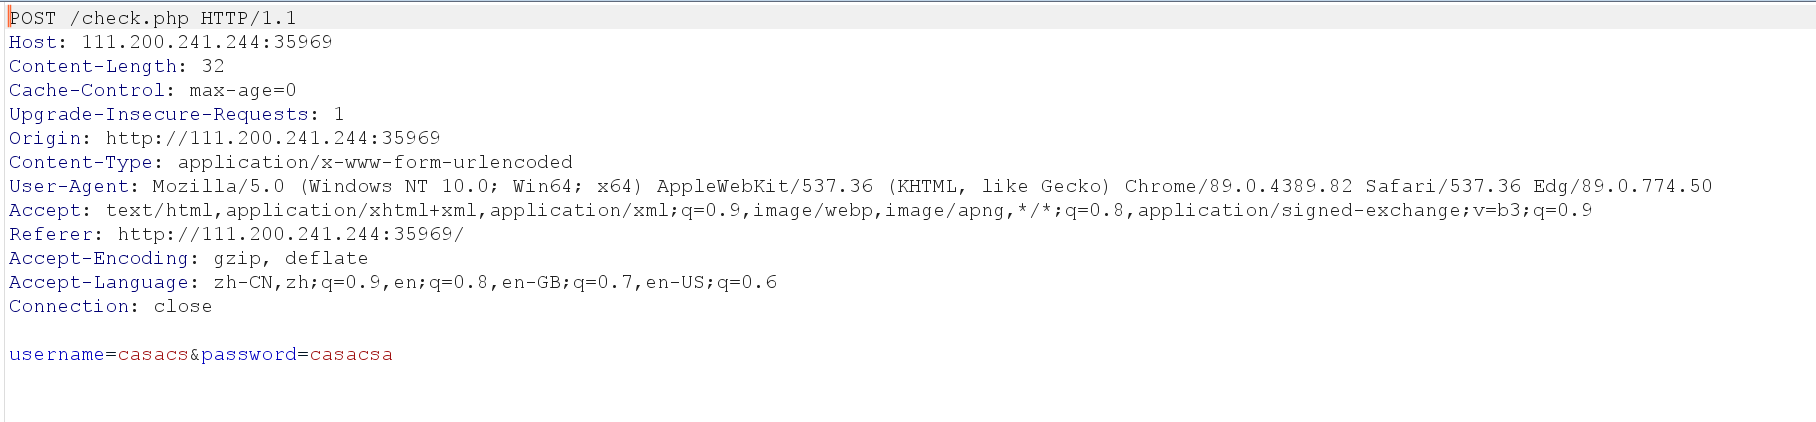 POST /check.php HTTP/1.1
Host: 111.200.241.244:35969
Content-Length: 32
Cache-Control: max-age=0
Upgrade-Insecure-Requests: 1
Origin: http://111.200.241.244:35969
Content-Type: application/x-www-form-urlencoded
User-Agent: Mozilla/5.0 (Windows NT 10.0; Win64; x64) AppleWebKit/537.36 (KHTML, like Gecko) Chrome/89.0.4389.82 Safari/537.36 Edg/89.0.774.50
Accept: text/html,application/xhtml+xml,application/xml;q=0.9,image/webp,image/apng,*/*;q=0.8,application/signed-exchange;v=b3;q=0.9
Referer: http://111.200.241.244:35969/
Accept-Encoding: gzip, deflate
Accept-Language: zh-CN,zh;q=0.9,en;q=0.8,en-GB;q=0.7,en-US;q=0.6
Connection: close
username=casacs&password=casacsa